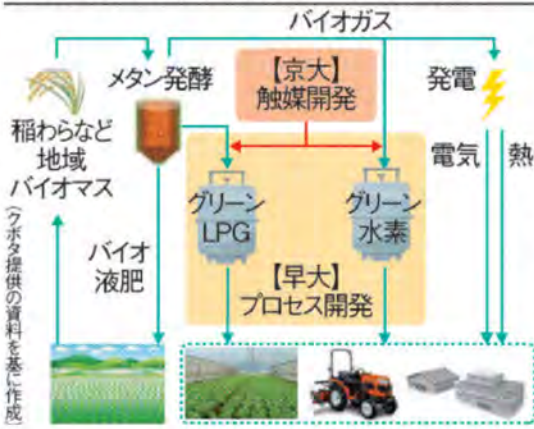 バイオガス
メタン発酵
【京大】
触媒開発
発電
稲わらなど
地域
バイオマス
電気
熱
グリーン
LPG
グリーン
水素
バイオ
液肥
【早大】
プロセス開発
(クボタ提供の資料を基に作成)